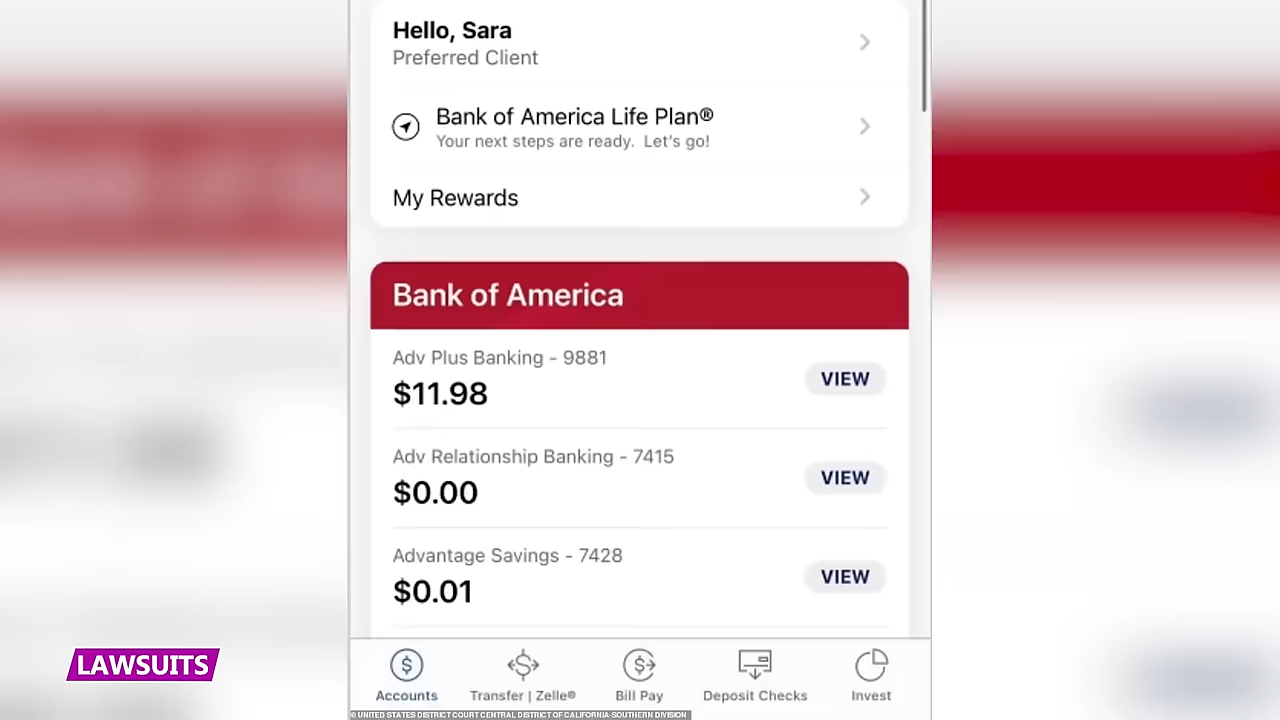 Hello, Sara
Preferred Client
Bank of America Life Plan®
Your next steps are ready. Let's go!
My Rewards
Bank of America
Adv Plus Banking - 9881
$11.98
VIEW
Adv Relationship Banking - 7415
$0.00
VIEW
Advantage Savings - 7428
$0.01
VIEW
LAWSUITS
Accounts
Transfer | Zelle®
Bill Pay
Deposit Checks
Invest
© UNITED STATES DISTRICT COURT CENTRAL DISTRICT OF CALIFORNIA-SOUTHERN DIVISION